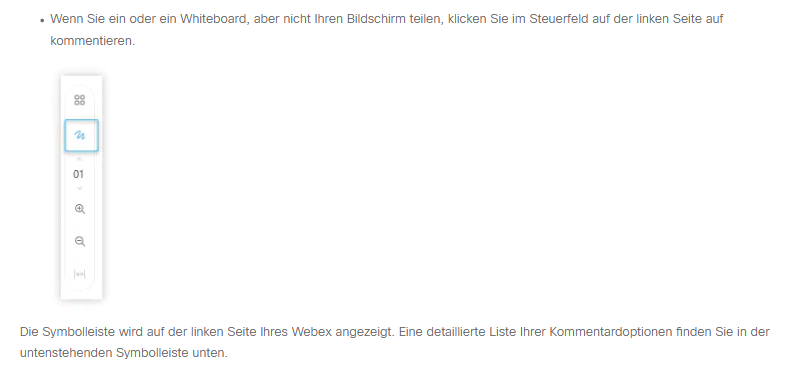 Wenn Sie ein oder ein Whiteboard, aber nicht Ihren Bildschirm teilen, klicken Sie im Steuerfeld auf der linken Seite auf
kommentieren.
01
Die Symbolleiste wird auf der linken Seite Ihres Webex angezeigt. Eine detaillierte Liste Ihrer Kommentardoptionen finden Sie in der
untenstehenden Symbolleiste unten.